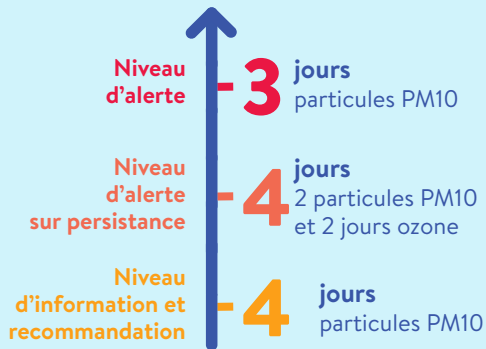 Niveau
d'alerte
3 jours
particules PM10
Niveau
d'alerte
sur persistance
4 jours
2 particules PM10
et 2 jours ozone
Niveau
d'information et
recommandation
4 jours
particules PM10